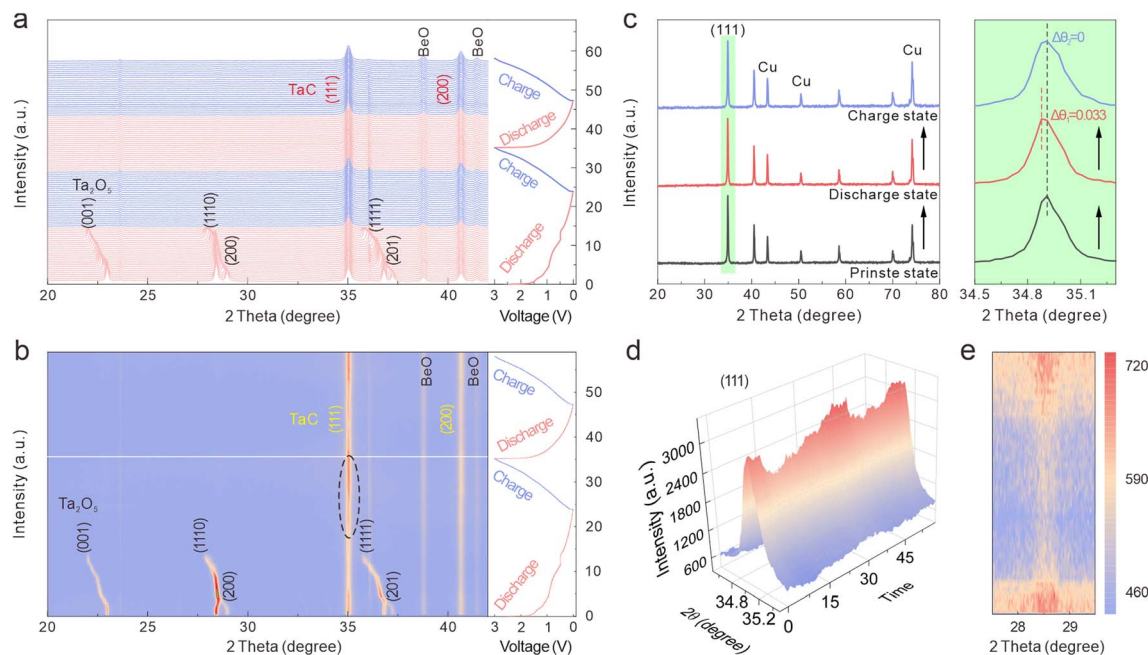 a
Intensity (a.u.)
60
50
40
30
20
10
0
TaC
(111)
BeO
(200)
BeO
Ta2O5
(001)
(1110)
(200)
(1111)
(201)
Charge
Discharge
Charge
Discharge
20 25 30 35 40 3 2 1 0
2 Theta (degree) Voltage (V)
b
Intensity (a.u.)
50
40
30
20
10
0
TaC
(111)
BeO
(200)
BeO
Ta2O5
(001)
(1110)
(200)
(1111)
(201)
Charge
Discharge
Charge
Discharge
20 25 30 35 40 3 2 1 0
2 Theta (degree) Voltage (V)
c
Intensity (a.u.)
(111)
Cu
Cu
Cu
Charge state
Discharge state
Prinste state
20 30 40 50 60 70 80
2 Theta (degree)
Δθ2=0
Δθ1=0.033
34.5 34.8 35.1
2 Theta (degree)
d
(111)
Intensity (a.u.)
3000
2400
1800
1200
600
34.8
35.2
2θ (degree)
0
15
30
45
Time
e
720
590
460
28 29
2 Theta (degree)